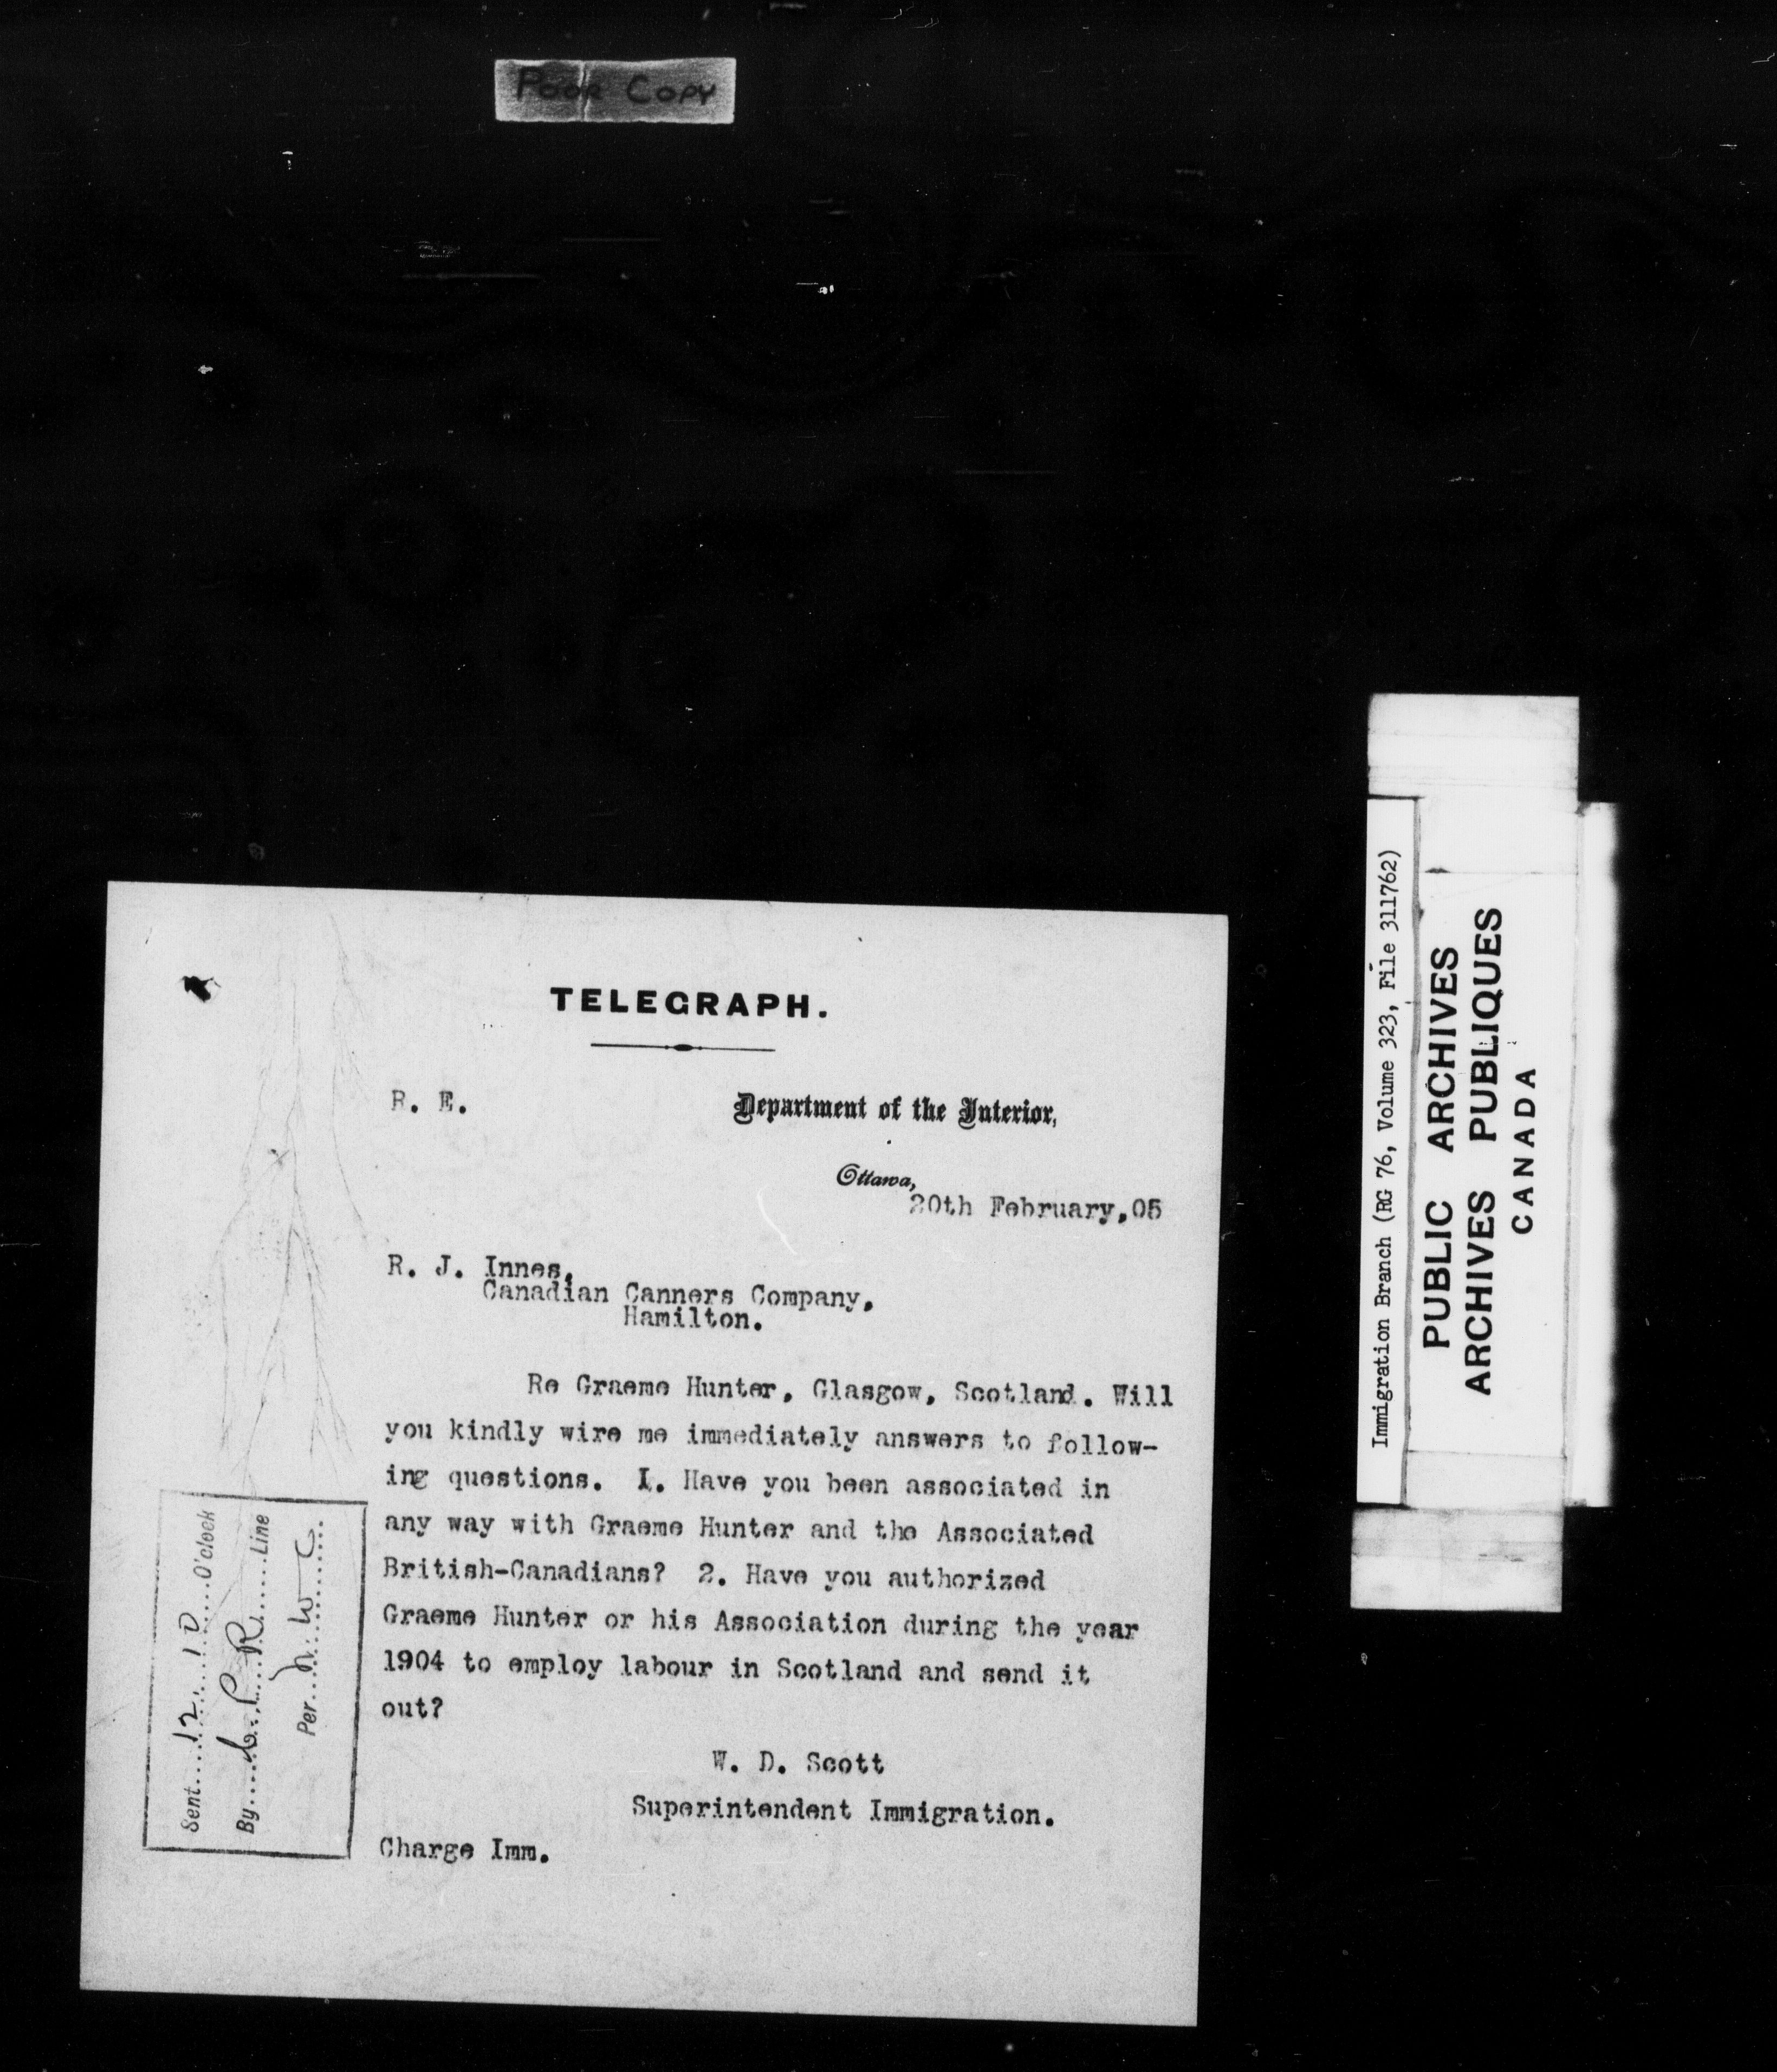 Poor Copy
TELEGRAPH.
R. E.
Department of the Interior,
Ottawa,
20th February, 05
R. J. Innes,
Canadian Canners Company,
Hamilton.
Re Graeme Hunter, Glasgow, Scotland. Will
you kindly wire me immediately answers to follow-
ing questions. I. Have you been associated in
any way with Graeme Hunter and the Associated
British-Canadians? 2. Have you authorized
Graeme Hunter or his Association during the year
1904 to employ labour in Scotland and send it
out?
W. D. Scott
Superintendent Immigration.
Charge Imm.
Sent....12.10....O'clock
By....C.P.R....Line
Per....
Immigration Branch (RG 76, Volume 323, File 311762)
PUBLIC ARCHIVES
ARCHIVES PUBLIQUES
CANADA